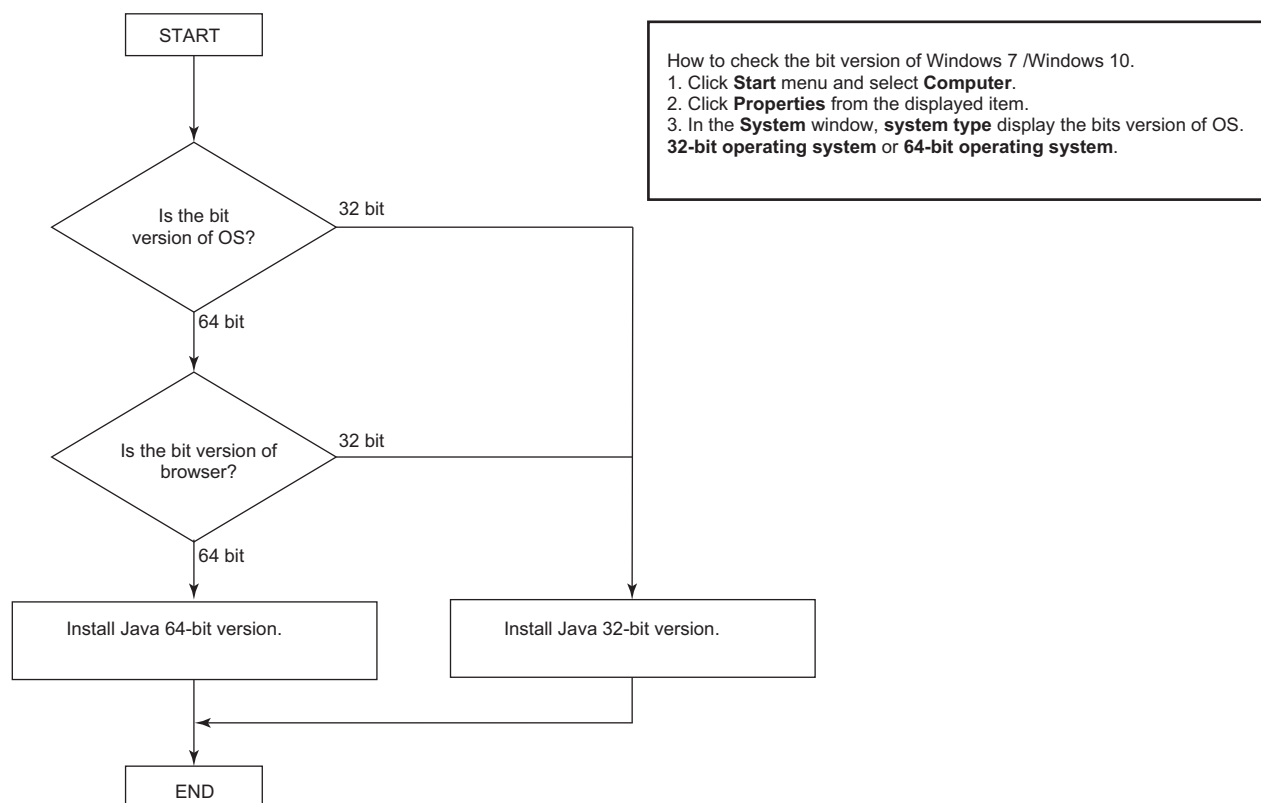 START
How to check the bit version of Windows 7 /Windows 10.
1. Click Start menu and select Computer.
2. Click Properties from the displayed item.
3. In the System window, system type display the bits version of OS.
32-bit operating system or 64-bit operating system.
Is the bit
version of OS?
32 bit
64 bit
Is the bit version of
browser?
32 bit
64 bit
Install Java 64-bit version.
Install Java 32-bit version.
END